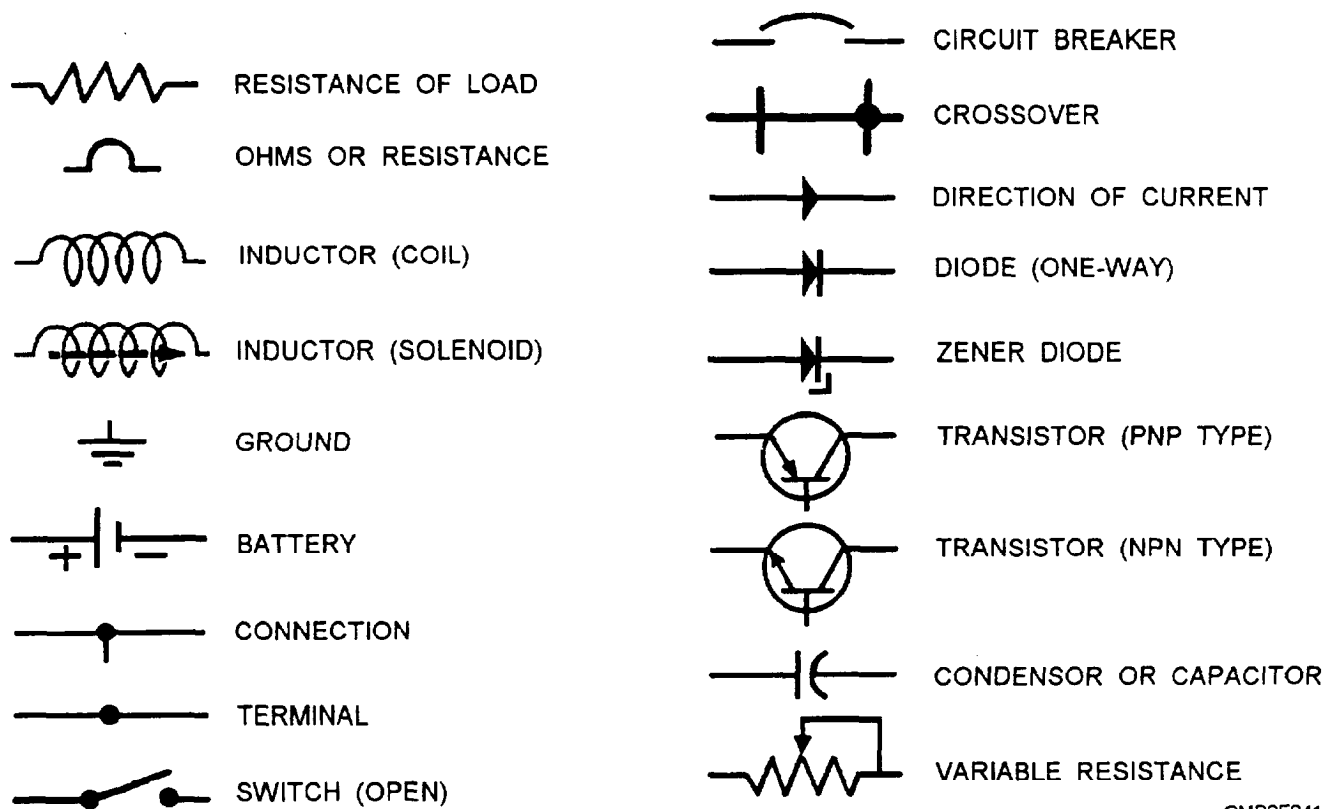 RESISTANCE OF LOAD
OHMS OR RESISTANCE
INDUCTOR (COIL)
INDUCTOR (SOLENOID)
GROUND
+ −
BATTERY
CONNECTION
TERMINAL
SWITCH (OPEN)
CIRCUIT BREAKER
CROSSOVER
DIRECTION OF CURRENT
DIODE (ONE-WAY)
ZENER DIODE
TRANSISTOR (PNP TYPE)
TRANSISTOR (NPN TYPE)
CONDENSOR OR CAPACITOR
VARIABLE RESISTANCE